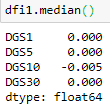 dfi1.median()
DGS1 0.000
DGS5 0.000
DGS10 -0.005
DGS30 0.000
dtype: float64